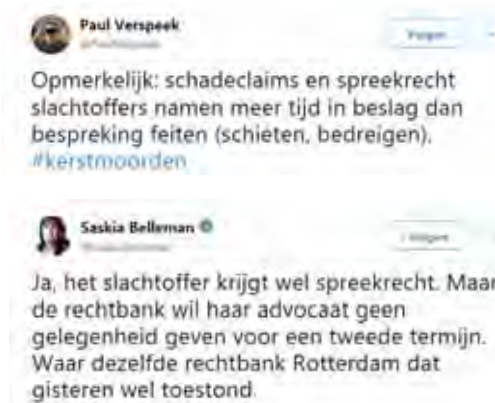 Paul Verspeek
Volgen
Opmerkelijk: schadeclaims en spreekrecht
slachtoffers namen meer tijd in beslag dan
bespreking feiten (schieten, bedreigen).
#kerstmoorden
Saskia Belleman
Volgen
Ja, het slachtoffer krijgt wel spreekrecht. Maar
de rechtbank wil haar advocaat geen
gelegenheid geven voor een tweede termijn.
Waar dezelfde rechtbank Rotterdam dat
gisteren wel toestond